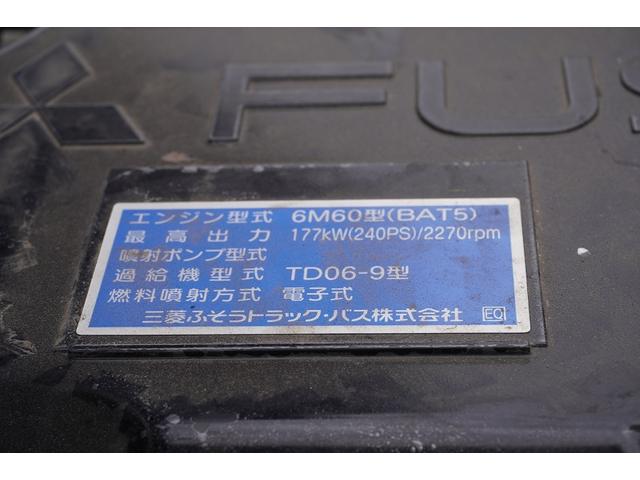 FUS
エンジン型式 6M60型(BAT5)
最高出力 177kW(240PS)/2270rpm
噴射ポンプ型式
過給機型式 TD06-9型
燃料噴射方式 電子式
三菱ふそうトラック・バス株式会社 EQ